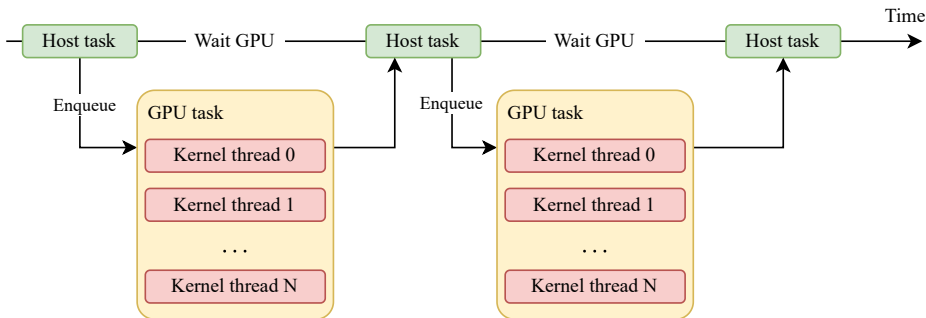 Time
Host task
Wait GPU
Host task
Wait GPU
Host task
Enqueue
GPU task
Kernel thread 0
Kernel thread 1
...
Kernel thread N
Enqueue
GPU task
Kernel thread 0
Kernel thread 1
...
Kernel thread N